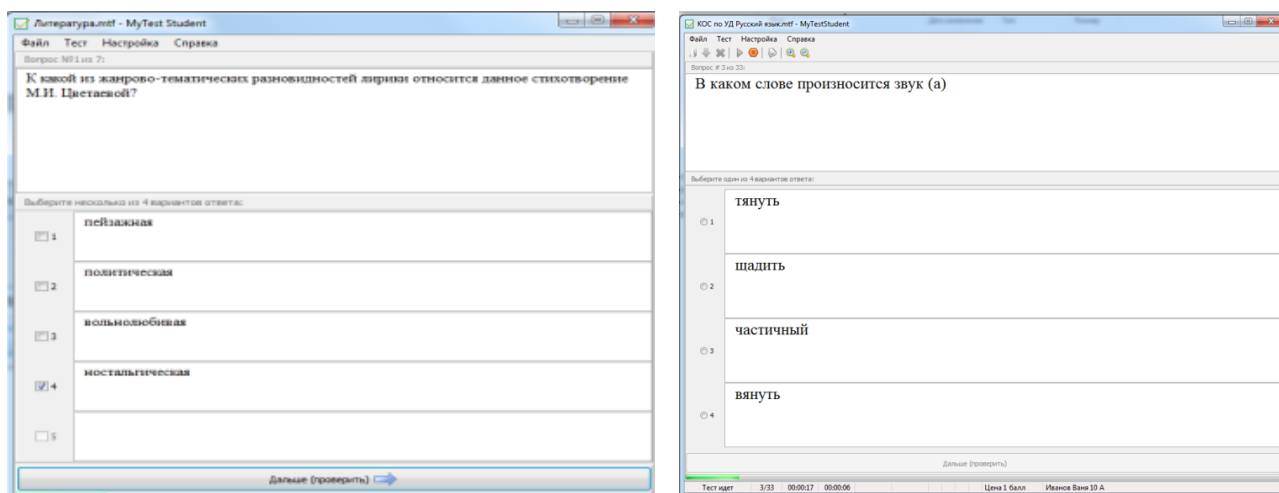 Литература.mtf - MyTest Student
Файл Тест Настройка Справка
Вопрос №1 из 7:
К какой из жанрово-тематических разновидностей лирики относится данное стихотворение
М.И. Цветаевой?
Выберите несколько из 4 вариантов ответа:
1 пейзажная
2 политическая
3 вольнолюбивая
4 ностальгическая
5
Дальше (проверить)
КОС по УД Русский язык.mtf - MyTestStudent
Файл Тест Настройка Справка
Вопрос # 3 из 33:
В каком слове произносится звук (а)
Выберите один из 4 вариантов ответа:
1 тянуть
2 щадить
3 частичный
4 вянуть
Дальше (проверить)
Тест идет 3/33 00:00:17 00:00:06 Цена 1 балл Иванов Ваня 10 А